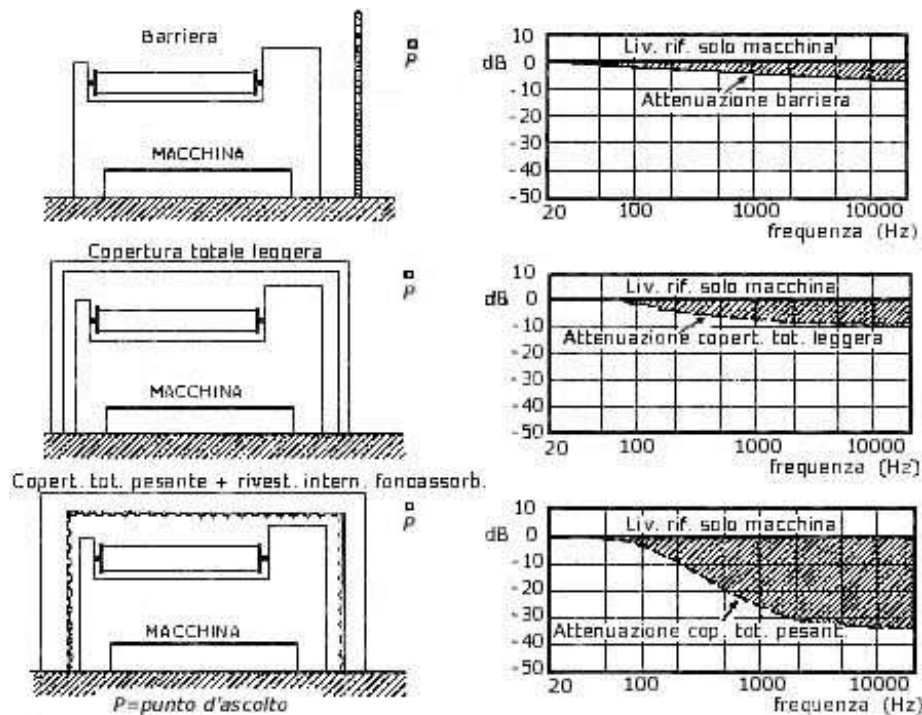 Barriera
P
MACCHINA
10
dB 0
-10
-20
-30
-40
-50
Liv. rif. solo macchina
Attenuazione barriera
20 100 1000 10000
frequenza (Hz)
Copertura totale leggera
P
MACCHINA
10
dB 0
-10
-20
-30
-40
-50
Liv. rif. solo macchina
Attenuazione copert. tot. leggera
20 100 1000 10000
frequenza (Hz)
Copert. tot. pesante + rivest. intern. fonoassorb.
P
MACCHINA
P=punto d'ascolto
10
dB 0
-10
-20
-30
-40
-50
Liv. rif. solo macchina
Attenuazione cop. tot. pesant.
20 100 1000 10000
frequenza (Hz)